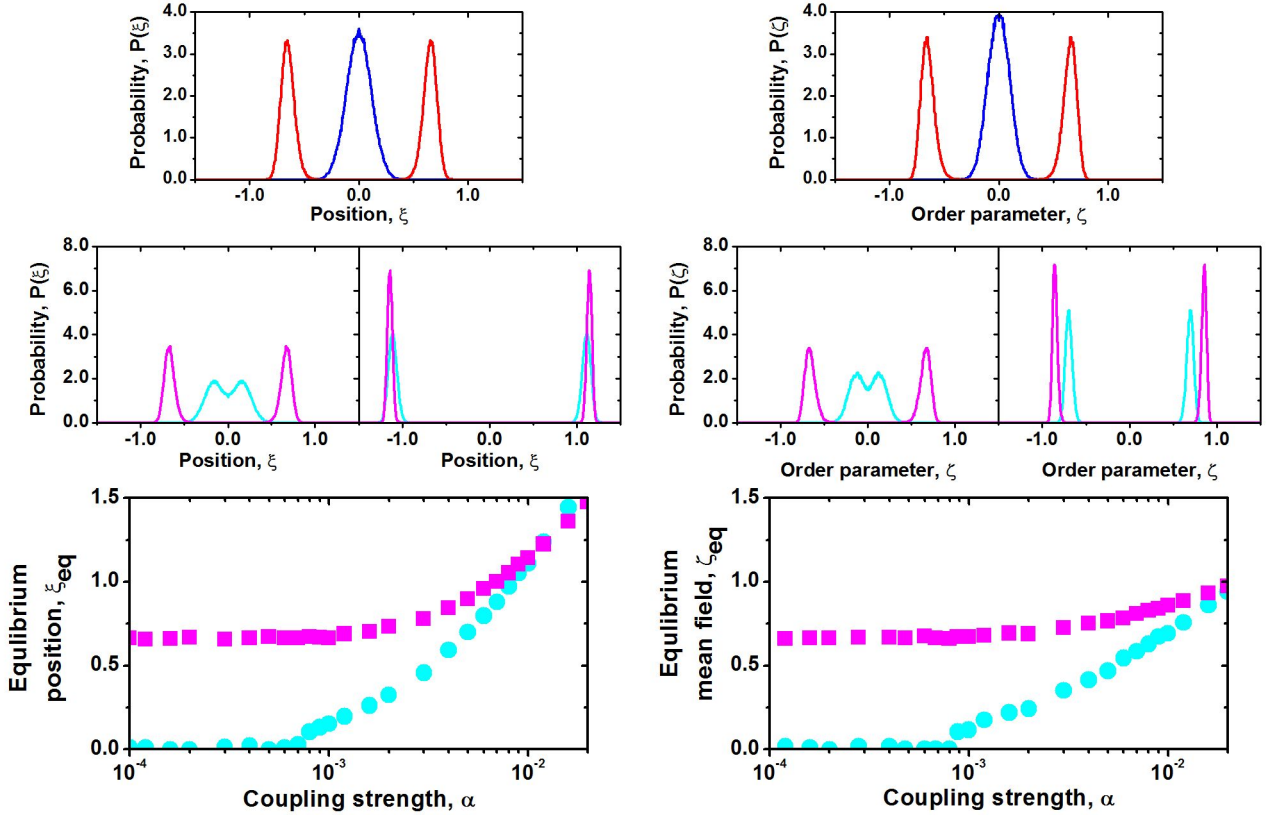 4.0
3.0
2.0
1.0
0.0
Probability, P(ξ)
-1.0 0.0 1.0
Position, ξ
4.0
3.0
2.0
1.0
0.0
Probability, P(ζ)
-1.0 0.0 1.0
Order parameter, ζ
8.0
6.0
4.0
2.0
0.0
Probability, P(ξ)
-1.0 0.0 1.0
-1.0 0.0 1.0
Position, ξ
Position, ξ
8.0
6.0
4.0
2.0
0.0
Probability, P(ζ)
-1.0 0.0 1.0
-1.0 0.0 1.0
Order parameter, ζ
Order parameter, ζ
1.5
1.0
0.5
0.0
Equilibrium
position, ξeq
10-4 10-3 10-2
Coupling strength, α
1.5
1.0
0.5
0.0
Equilibrium
mean field, ζeq
10-4 10-3 10-2
Coupling strength, α